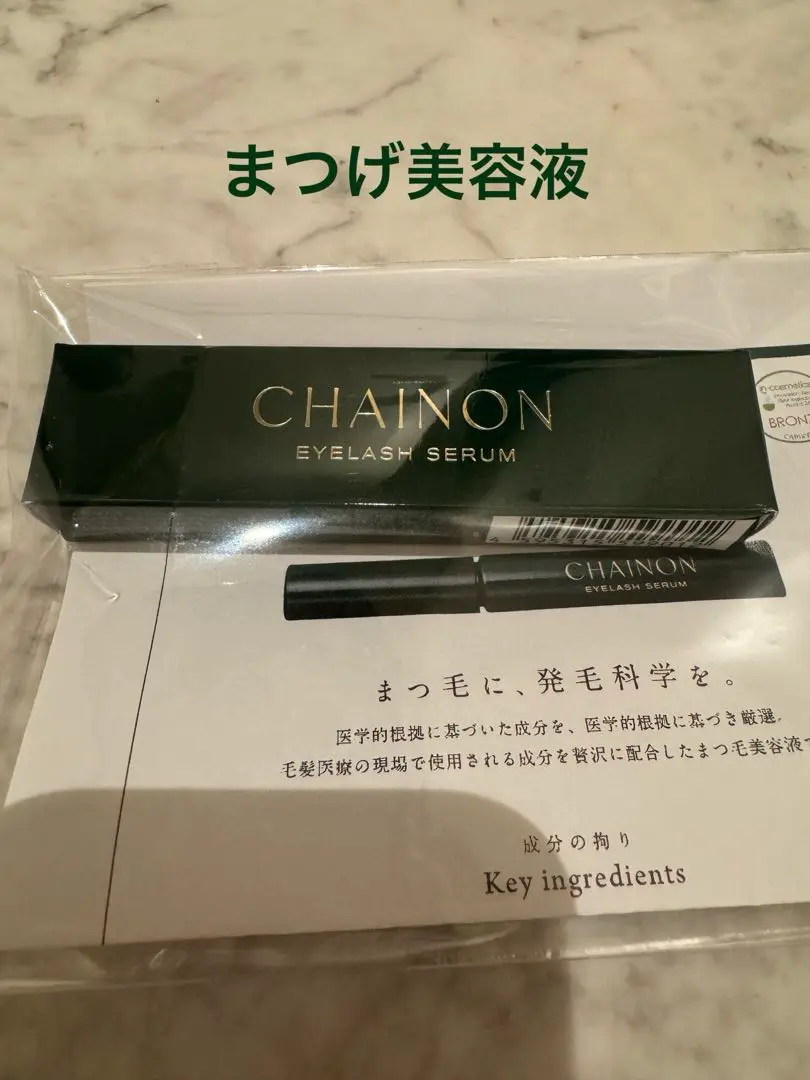 まつげ美容液
CHAINON
EYELASH SERUM
in-cosmetics
BRONZ
CHAINON
EYELASH SERUM
まつ毛に、発毛科学を。
医学的根拠に基づいた成分を、医学的根拠に基づき厳選。
毛髪医療の現場で使用される成分を贅沢に配合したまつ毛美容液で
成分の拘り
Key ingredients